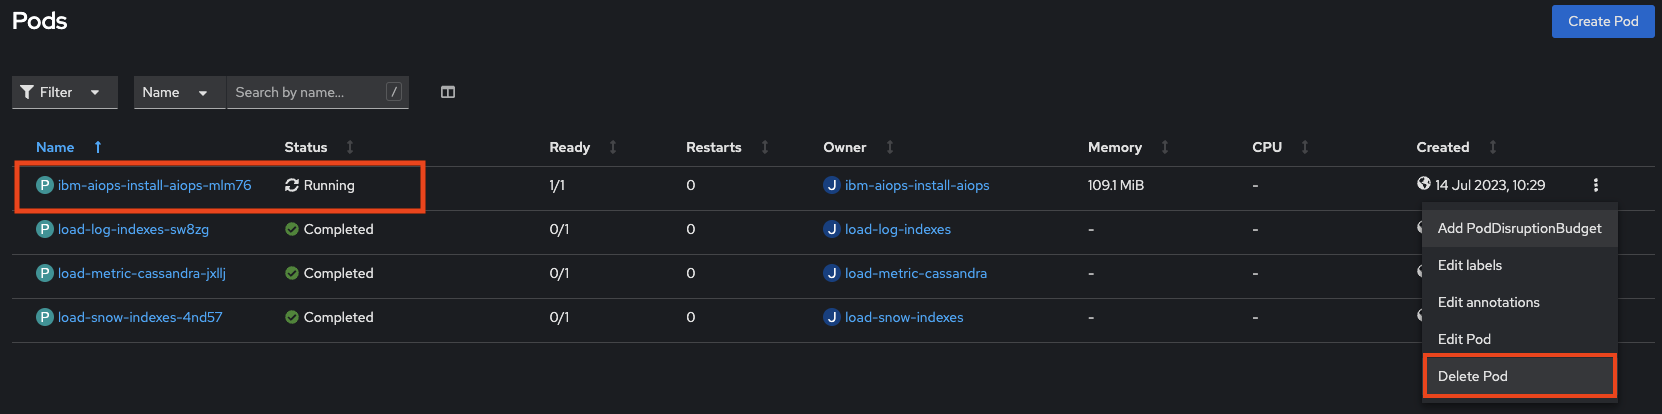 Pods
Create Pod
Filter Name Search by name... /
Name Status Ready Restarts Owner Memory CPU Created
P ibm-aiops-install-aiops-mlm76 Running 1/1 0 J ibm-aiops-install-aiops 109.1 MiB - 14 Jul 2023, 10:29
P load-log-indexes-sw8zg Completed 0/1 0 J load-log-indexes - -
Add PodDisruptionBudget
Edit labels
P load-metric-cassandra-jxllj Completed 0/1 0 J load-metric-cassandra - -
Edit annotations
P load-snow-indexes-4nd57 Completed 0/1 0 J load-snow-indexes - -
Edit Pod
Delete Pod